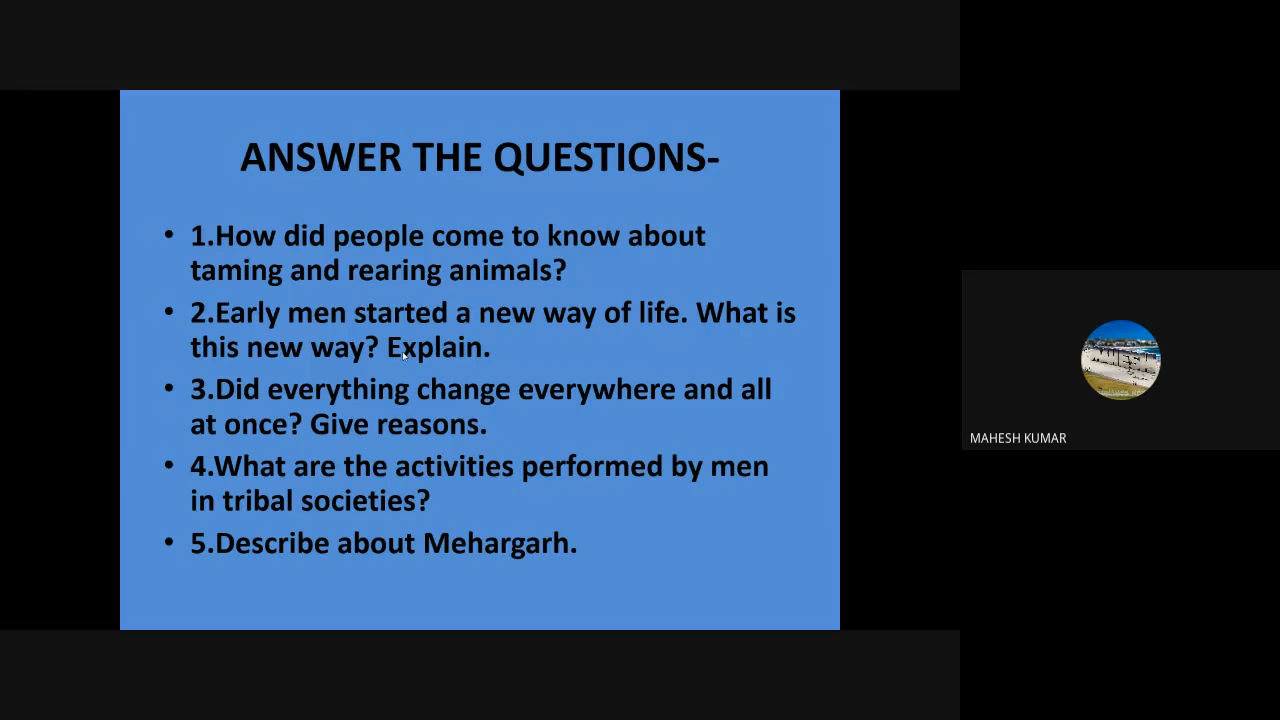 ANSWER THE QUESTIONS-
• 1.How did people come to know about
taming and rearing animals?
• 2.Early men started a new way of life. What is
this new way? Explain.
• 3.Did everything change everywhere and all
at once? Give reasons.
• 4.What are the activities performed by men
in tribal societies?
• 5.Describe about Mehargarh.
MAHESH KUMAR